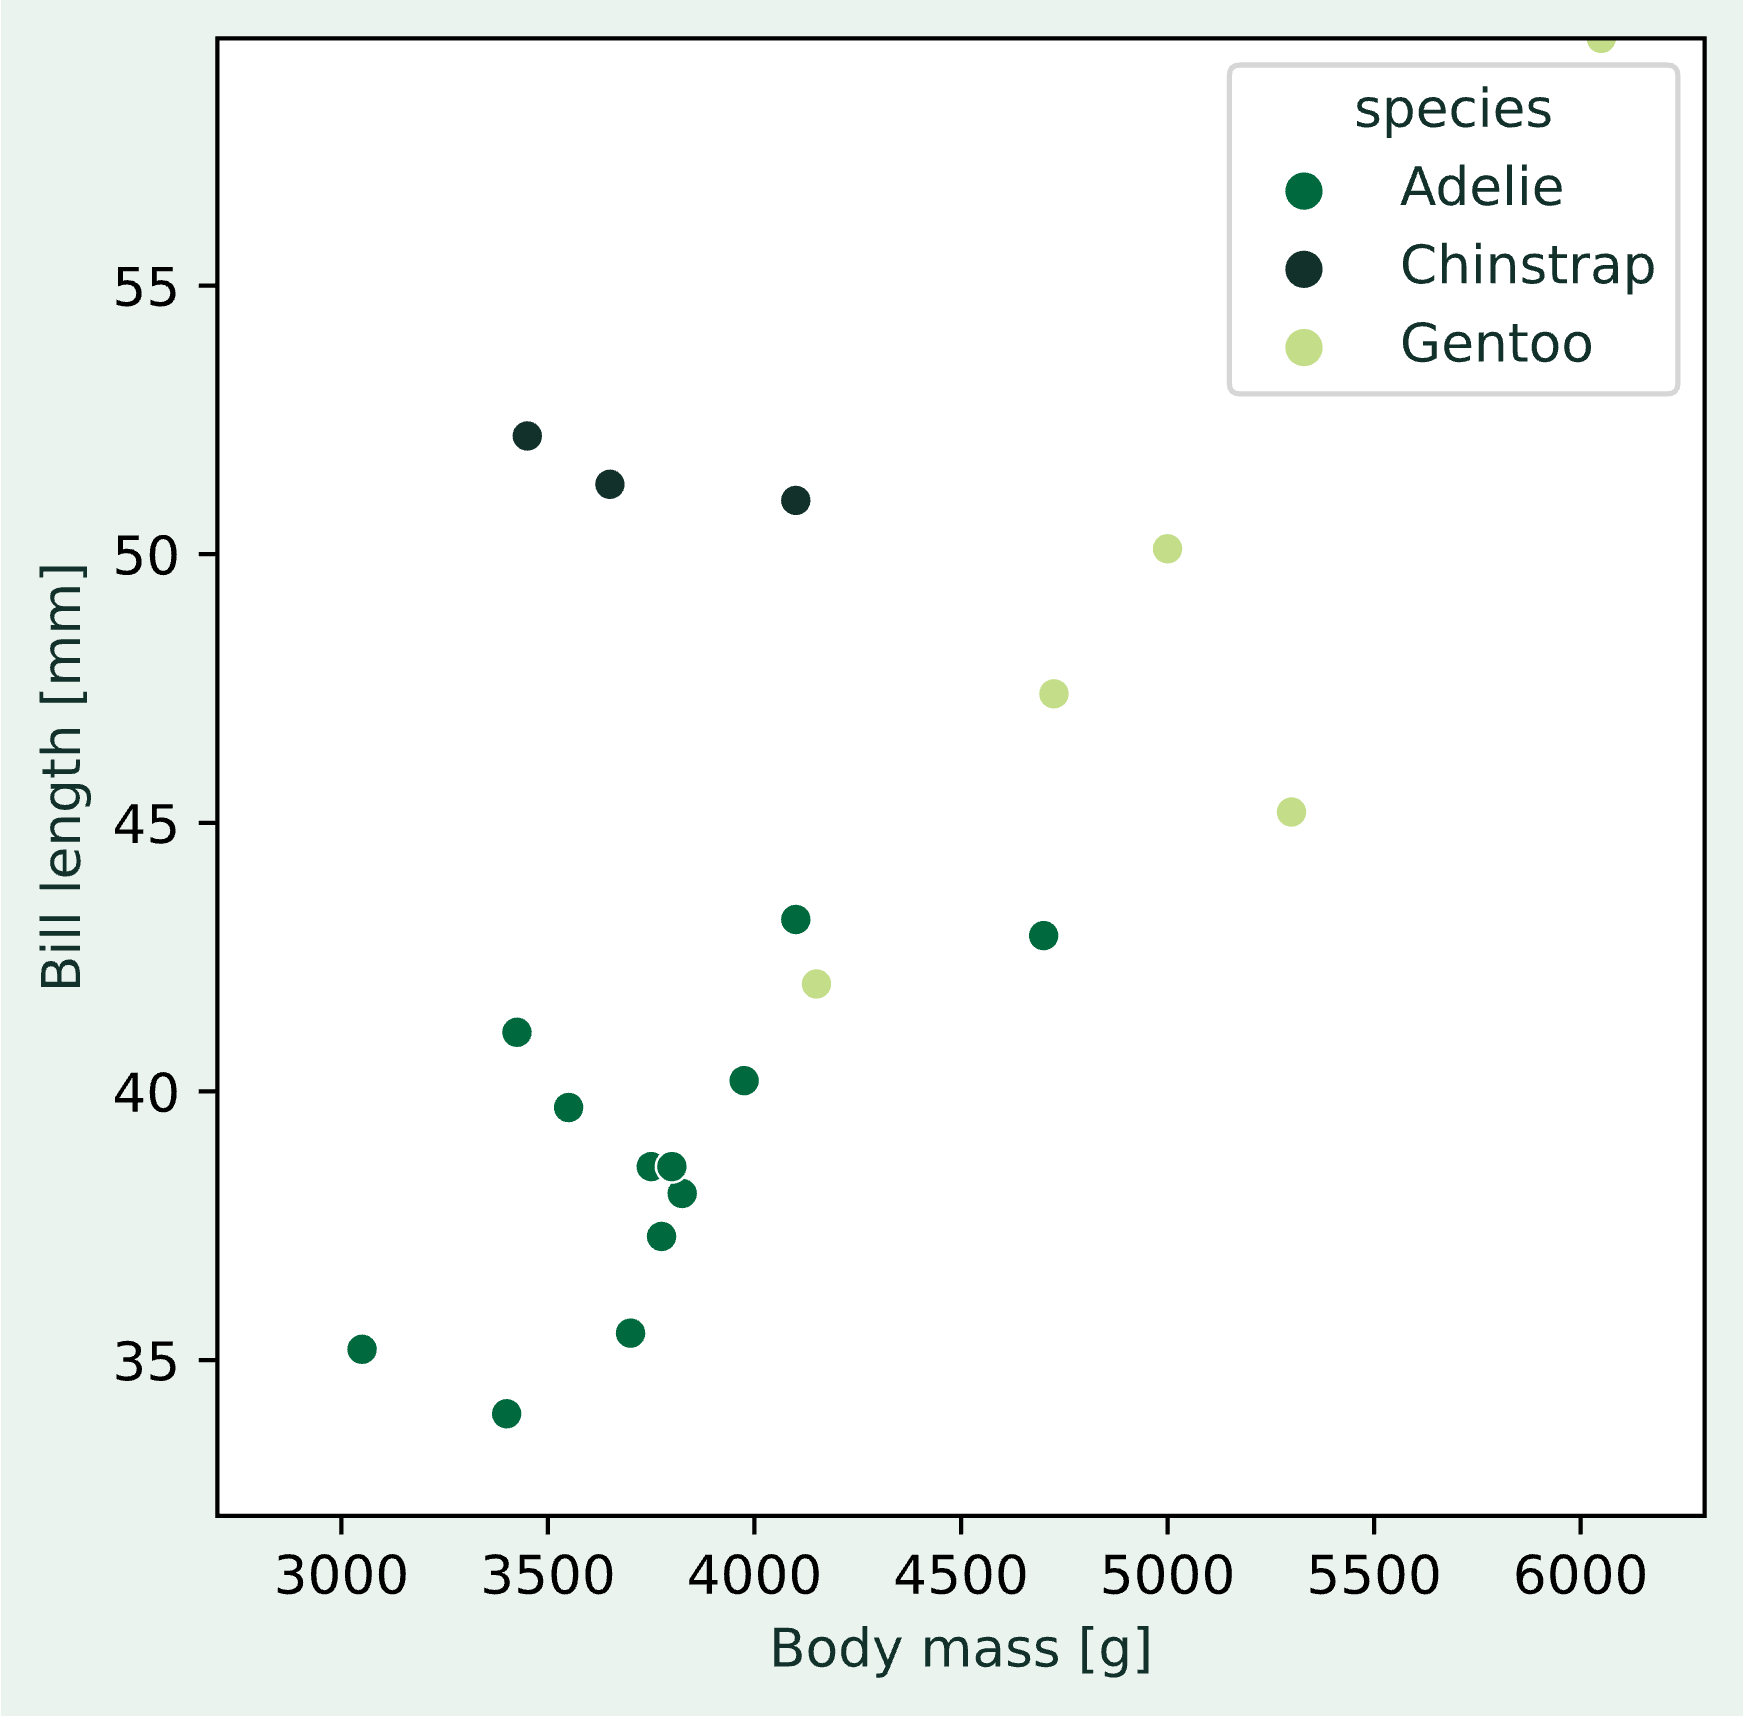 species
Adelie
Chinstrap
Gentoo
55
50
45
40
35
Bill length [mm]
3000 3500 4000 4500 5000 5500 6000
Body mass [g]